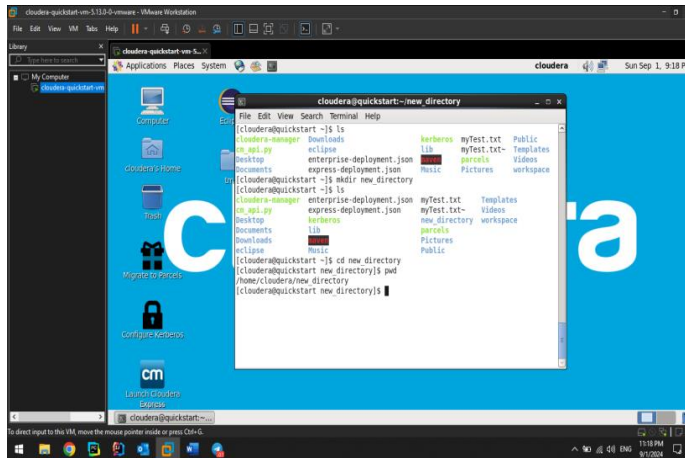 cloudera-quickstart-vm-5.13.0-0-vmware - VMware Workstation
File Edit View VM Tabs Help
Library
Type here to search
My Computer
cloudera-quickstart-vm
cloudera-quickstart-vm-5...
Applications Places System
cloudera
Sun Sep 1, 9:18 P
Computer
cloudera's Home
Trash
Migrate to Parcels
Configure Kerberos
cm
Launch Cloudera
Express
cloudera@quickstart:~/new_directory
File Edit View Search Terminal Help
[cloudera@quickstart ~]$ ls
cloudera-manager Downloads kerberos myTest.txt Public
cm_api.py eclipse lib myTest.txt~ Templates
Desktop enterprise-deployment.json maven parcels Videos
Documents express-deployment.json Music Pictures workspace
[cloudera@quickstart ~]$ mkdir new_directory
[cloudera@quickstart ~]$ ls
cloudera-manager enterprise-deployment.json myTest.txt Templates
cm_api.py express-deployment.json myTest.txt~ Videos
Desktop kerberos new_directory workspace
Documents lib parcels
Downloads maven Pictures
eclipse Music Public
[cloudera@quickstart ~]$ cd new_directory
[cloudera@quickstart new_directory]$ pwd
/home/cloudera/new_directory
[cloudera@quickstart new_directory]$
cloudera@quickstart:~...
To direct input to this VM, move the mouse pointer inside or press Ctrl+G.
ENG
11:18 PM
9/1/2024